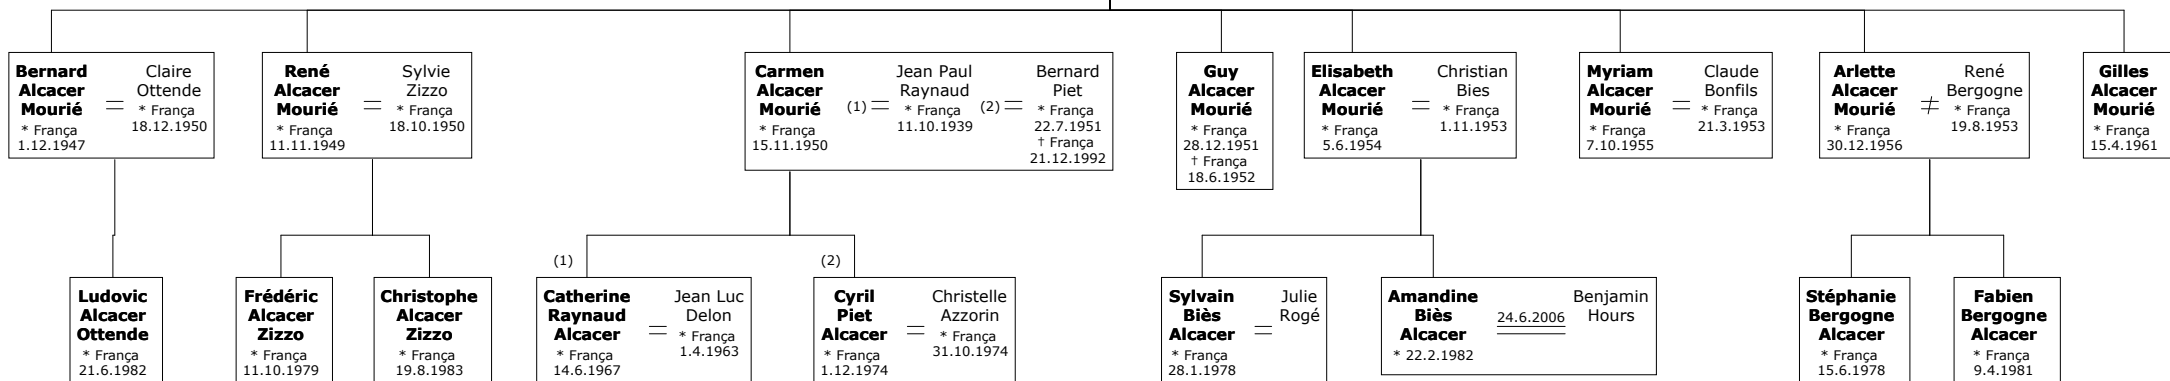 Bernard
Alcacer
Mourié
* França
1.12.1947
=
Claire
Ottende
* França
18.12.1950
René
Alcacer
Mourié
* França
11.11.1949
=
Sylvie
Zizzo
* França
18.10.1950
Carmen
Alcacer
Mourié
* França
15.11.1950
(1) =
Jean Paul
Raynaud
* França
11.10.1939
(2) =
Bernard
Piet
* França
22.7.1951
† França
21.12.1992
Guy
Alcacer
Mourié
* França
28.12.1951
† França
18.6.1952
Elisabeth
Alcacer
Mourié
* França
5.6.1954
=
Christian
Bies
* França
1.11.1953
Myriam
Alcacer
Mourié
* França
7.10.1955
=
Claude
Bonfils
* França
21.3.1953
Arlette
Alcacer
Mourié
* França
30.12.1956
≠
René
Bergogne
* França
19.8.1953
Gilles
Alcacer
Mourié
* França
15.4.1961
Ludovic
Alcacer
Ottende
* França
21.6.1982
Frédéric
Alcacer
Zizzo
* França
11.10.1979
Christophe
Alcacer
Zizzo
* França
19.8.1983
(1)
Catherine
Raynaud
Alcacer
* França
14.6.1967
=
Jean Luc
Delon
* França
1.4.1963
(2)
Cyril
Piet
Alcacer
* França
1.12.1974
=
Christelle
Azzorin
* França
31.10.1974
Sylvain
Biès
Alcacer
* França
28.1.1978
=
Julie
Rogé
Amandine
Biès
Alcacer
* 22.2.1982
24.6.2006
Benjamin
Hours
Stéphanie
Bergogne
Alcacer
* França
15.6.1978
Fabien
Bergogne
Alcacer
* França
9.4.1981